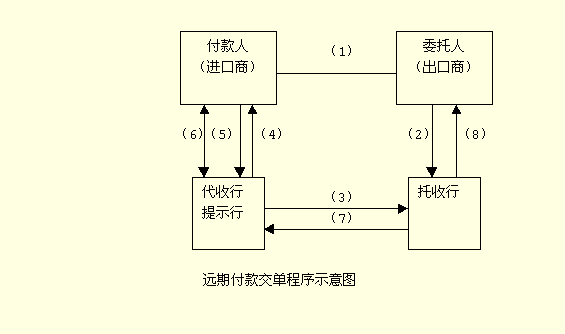 付款人
(进口商)
(1)
委托人
(出口商)
(6)
(5)
(4)
(2)
(8)
代收行
提示行
(3)
(7)
托收行
远期付款交单程序示意图